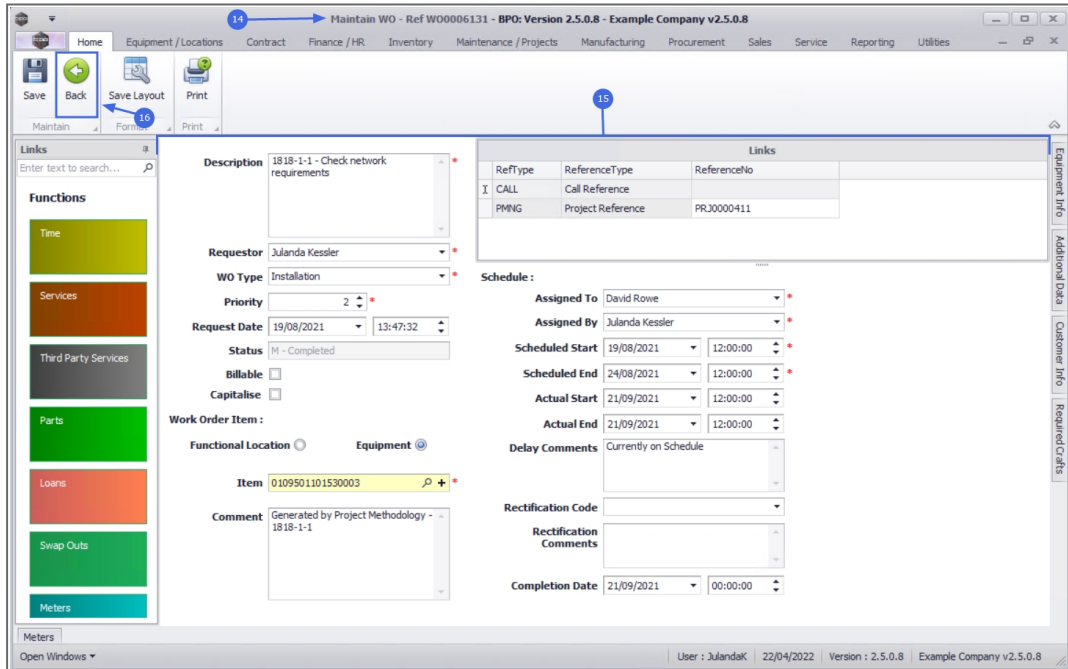 14
Maintain WO - Ref WO0006131 - BPO: Version 2.5.0.8 - Example Company v2.5.0.8
Home Equipment / Locations Contract Finance / HR Inventory Maintenance / Projects Manufacturing Procurement Sales Service Reporting Utilities
Save Back Save Layout Print
15
16
Maintain Format Print
Links
Enter text to search...
Functions
Time
Services
Third Party Services
Parts
Loans
Swap Outs
Meters
Description 1818-1-1 - Check network
requirements
*
Requestor Julanda Kessler *
WO Type Installation *
Priority 2 *
Request Date 19/08/2021 13:47:32
Status M - Completed
Billable
Capitalise
Work Order Item :
Functional Location Equipment
Item 0109501101530003 *
Comment Generated by Project Methodology -
1818-1-1
Links
RefType ReferenceType ReferenceNo
CALL Call Reference
PMNG Project Reference PRJ0000411
Schedule :
Assigned To David Rowe *
Assigned By Julanda Kessler *
Scheduled Start 19/08/2021 12:00:00 *
Scheduled End 24/08/2021 12:00:00 *
Actual Start 21/09/2021 12:00:00
Actual End 21/09/2021 12:00:00
Delay Comments Currently on Schedule
Rectification Code
Rectification
Comments
Completion Date 21/09/2021 00:00:00
Equipment Info
Additional Data
Customer Info
Required Crafts
Meters
Open Windows User : JulandaK 22/04/2022 Version : 2.5.0.8 Example Company v2.5.0.8